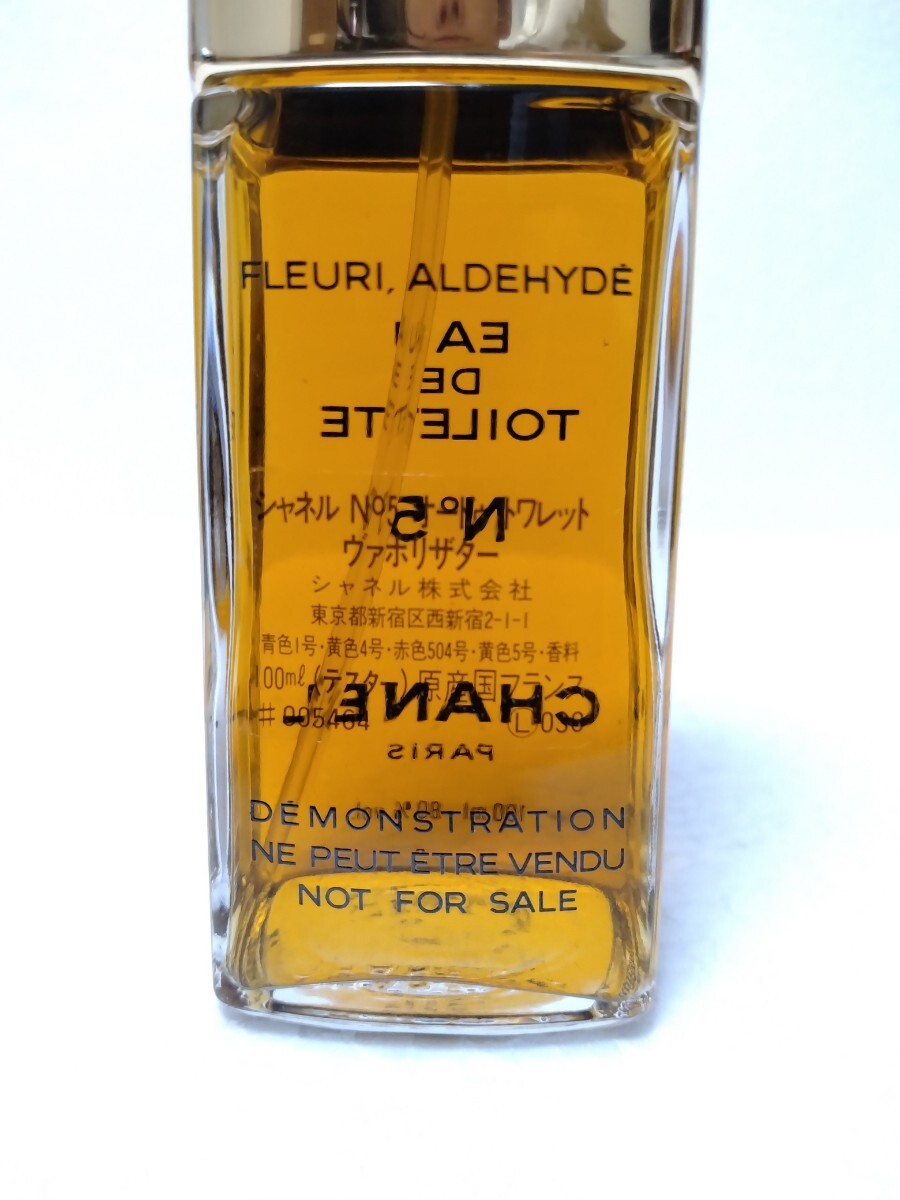 FLEURI, ALDEHYDÉ
EAU
DE
TOILETTE
シャネル Nº5 オードゥ トワレット
Nº5
ヴァポリザター
シャネル株式会社
東京都新宿区西新宿2-1-1
青色1号・黄色4号・赤色504号・黄色5号・香料
100mℓ (テスター) 原産国フランス
CHANEL
#005464
PARIS
DÉMONSTRATION
NE PEUT ÊTRE VENDU
NOT FOR SALE